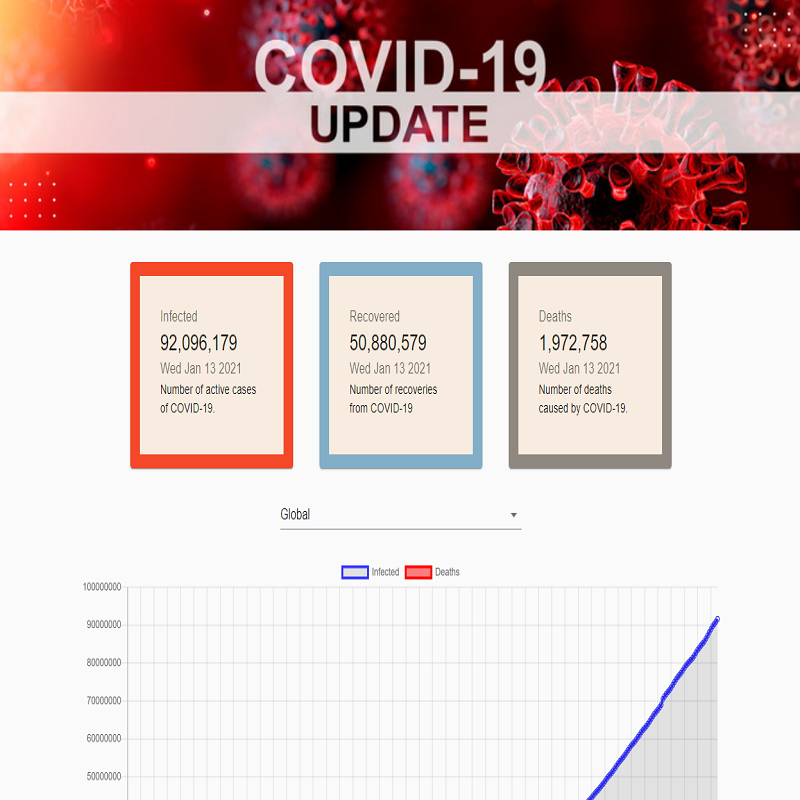 COVID-19
UPDATE
Infected
92,096,179
Wed Jan 13 2021
Number of active cases
of COVID-19.
Recovered
50,880,579
Wed Jan 13 2021
Number of recoveries
from COVID-19
Deaths
1,972,758
Wed Jan 13 2021
Number of deaths
caused by COVID-19.
Global
Infected Deaths
100000000
90000000
80000000
70000000
60000000
50000000